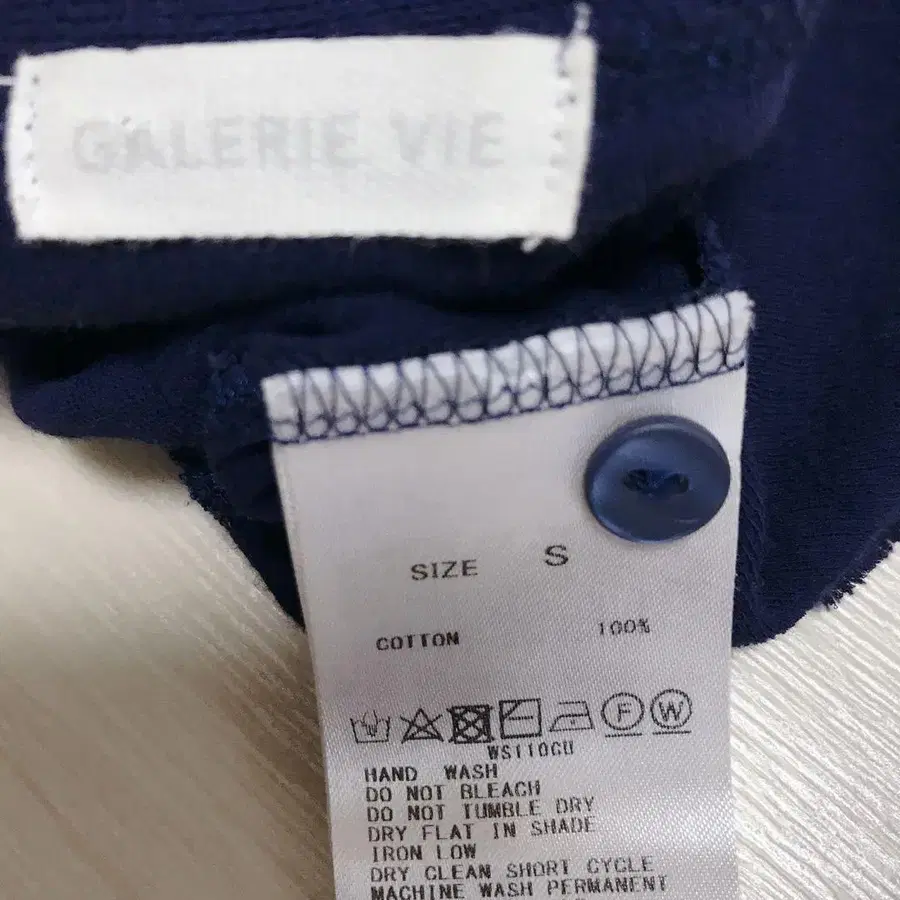 GALERIE VIE
SIZE S
COTTON 100%
F W
WS110CU
HAND WASH
DO NOT BLEACH
DO NOT TUMBLE DRY
DRY FLAT IN SHADE
IRON LOW
DRY CLEAN SHORT CYCLE
MACHINE WASH PERMANENT